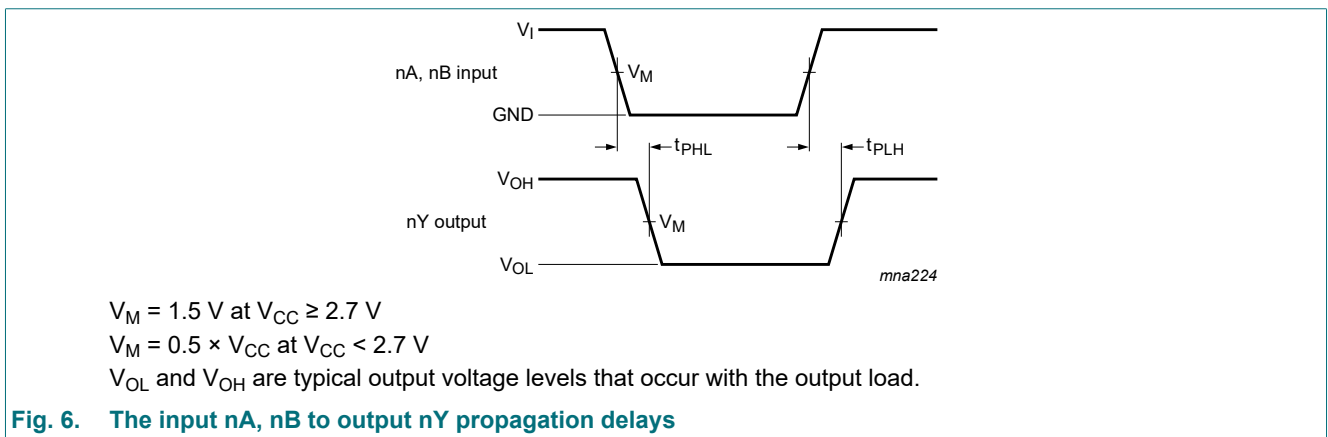 VI
nA, nB input
VM
GND
tPHL
tPLH
VOH
nY output
VM
VOL
mna224
VM = 1.5 V at VCC ≥ 2.7 V
VM = 0.5 × VCC at VCC < 2.7 V
VOL and VOH are typical output voltage levels that occur with the output load.
Fig. 6. The input nA, nB to output nY propagation delays